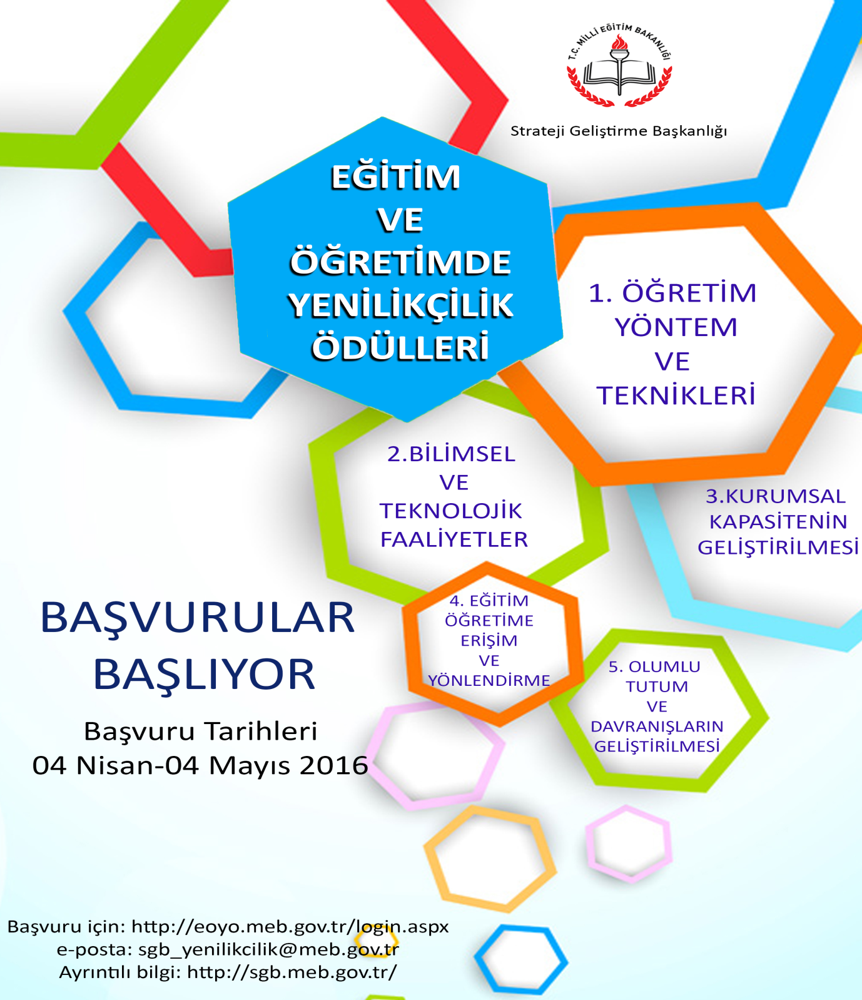 T.C. MİLLİ EĞİTİM BAKANLIĞI
Strateji Geliştirme Başkanlığı
EĞİTİM
VE
ÖĞRETİMDE
YENİLİKÇİLİK
ÖDÜLLERİ
1. ÖĞRETİM
YÖNTEM
VE
TEKNİKLERİ
2.BİLİMSEL
VE
TEKNOLOJİK
FAALİYETLER
3.KURUMSAL
KAPASİTENİN
GELİŞTİRİLMESİ
4. EĞİTİM
ÖĞRETİME
ERİŞİM
VE
YÖNLENDİRME
5. OLUMLU
TUTUM
VE
DAVRANIŞLARIN
GELİŞTİRİLMESİ
BAŞVURULAR
BAŞLIYOR
Başvuru Tarihleri
04 Nisan-04 Mayıs 2016
Başvuru için: http://eoyo.meb.gov.tr/login.aspx
e-posta: sgb_yenilikcilik@meb.gov.tr
Ayrıntılı bilgi: http://sgb.meb.gov.tr/